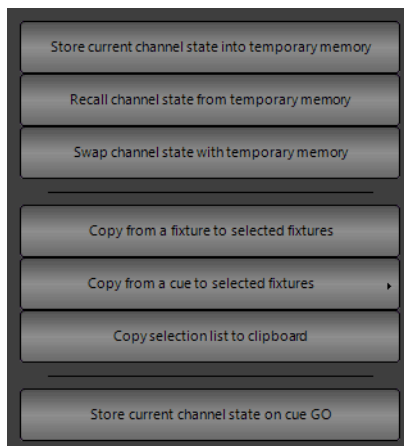 Store current channel state into temporary memory
Recall channel state from temporary memory
Swap channel state with temporary memory
Copy from a fixture to selected fixtures
Copy from a cue to selected fixtures
Copy selection list to clipboard
Store current channel state on cue GO